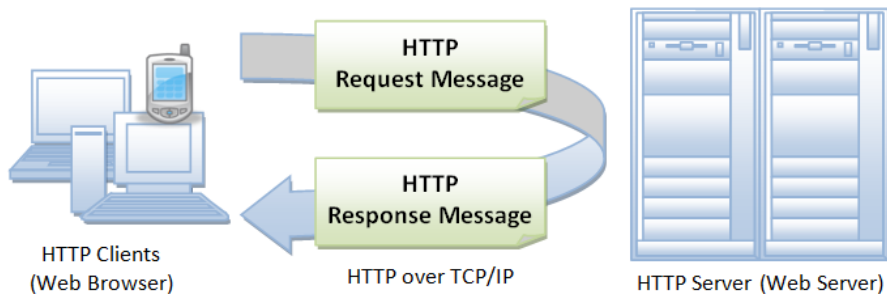 HTTP
Request Message
HTTP
Response Message
HTTP Clients
(Web Browser)
HTTP over TCP/IP
HTTP Server (Web Server)